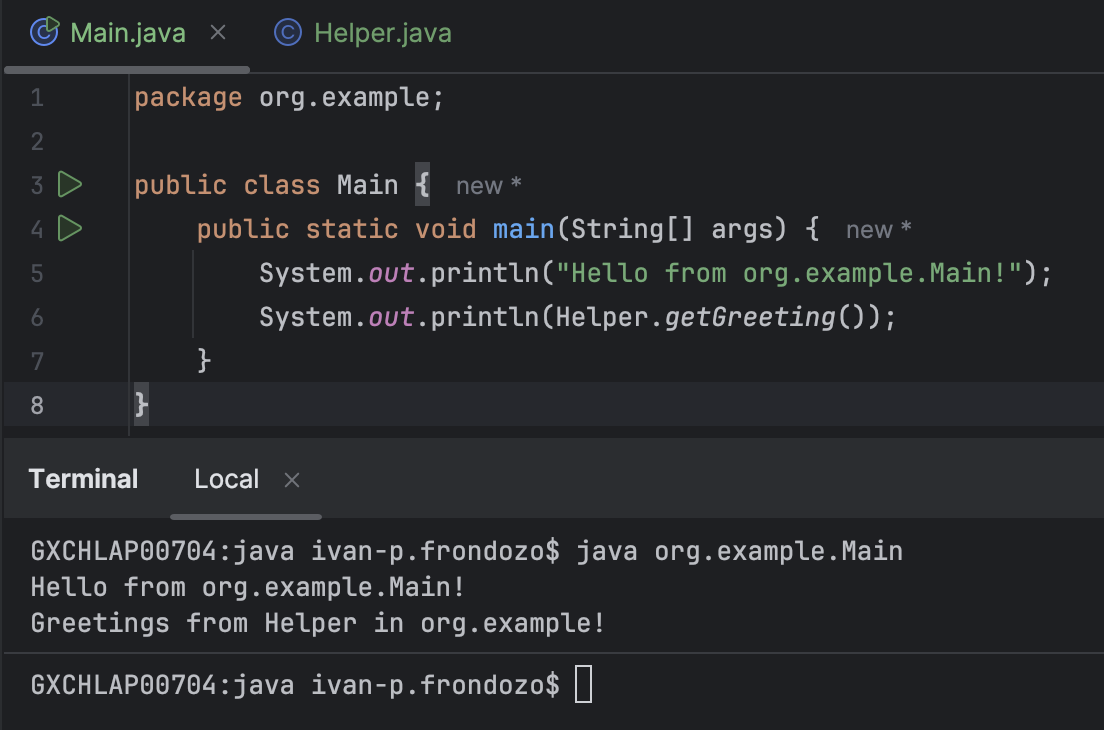 Main.java Helper.java
1 package org.example;
2
3 public class Main { new *
4 public static void main(String[] args) { new *
5 System.out.println("Hello from org.example.Main!");
6 System.out.println(Helper.getGreeting());
7 }
8 }
Terminal Local
GXCHLAP00704:java ivan-p.frondozo$ java org.example.Main
Hello from org.example.Main!
Greetings from Helper in org.example!
GXCHLAP00704:java ivan-p.frondozo$